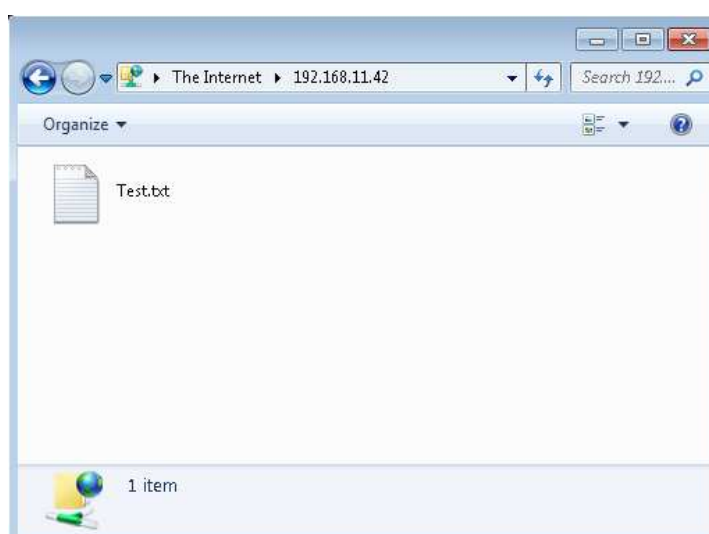 The Internet 192.168.11.42 Search 192....
Organize
Test.txt
1 item